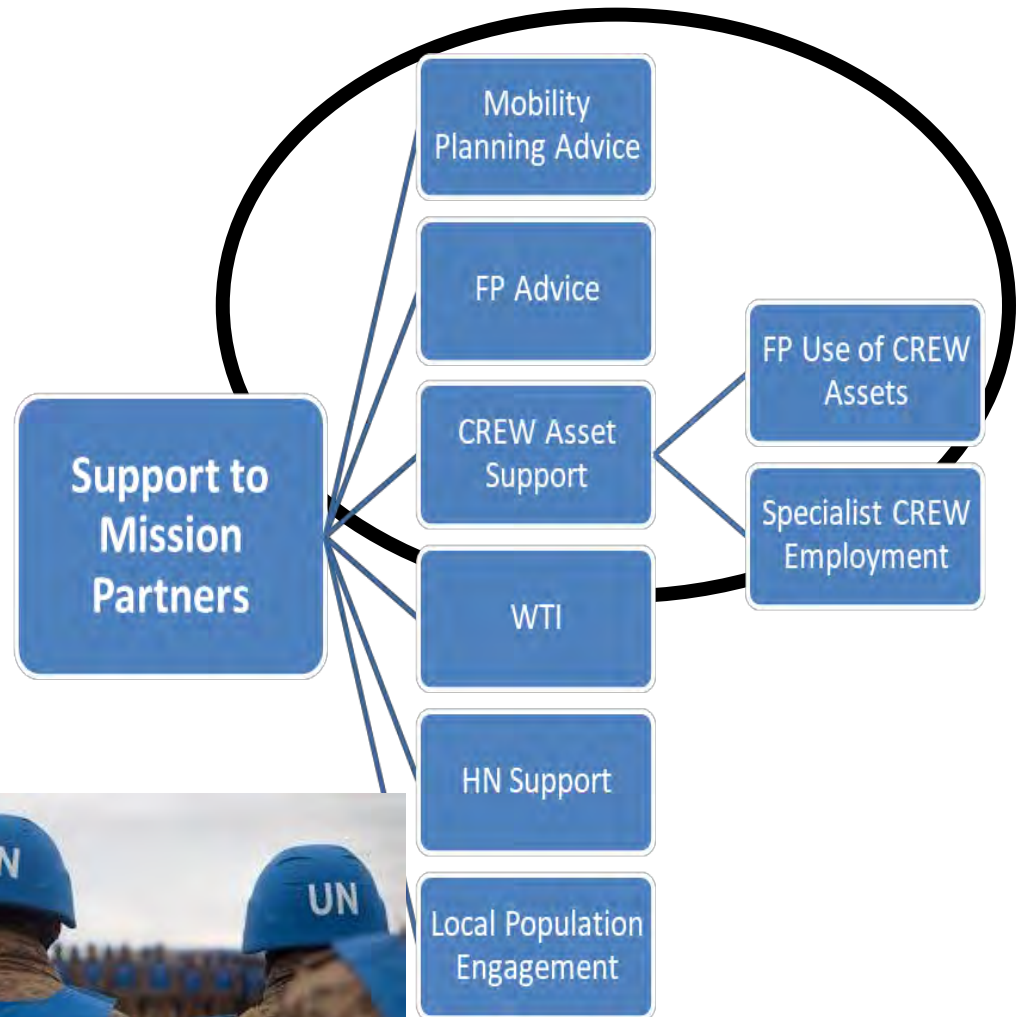 Mobility
Planning Advice
FP Advice
CREW Asset
Support
FP Use of CREW
Assets
Specialist CREW
Employment
Support to
Mission
Partners
WTI
HN Support
Local Population
Engagement
N
UN